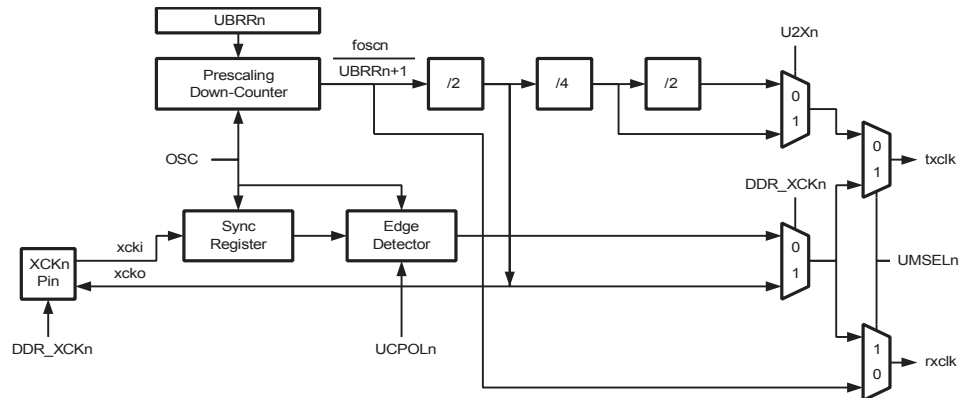 UBRRn
U2Xn
foscn
Prescaling
Down-Counter
UBRRn+1
/2
/4
/2
0
1
OSC
0
1
txclk
DDR_XCKn
xcki
Sync
Register
Edge
Detector
0
1
XCKn
Pin
xcko
UMSELn
DDR_XCKn
UCPOLn
1
0
rxclk